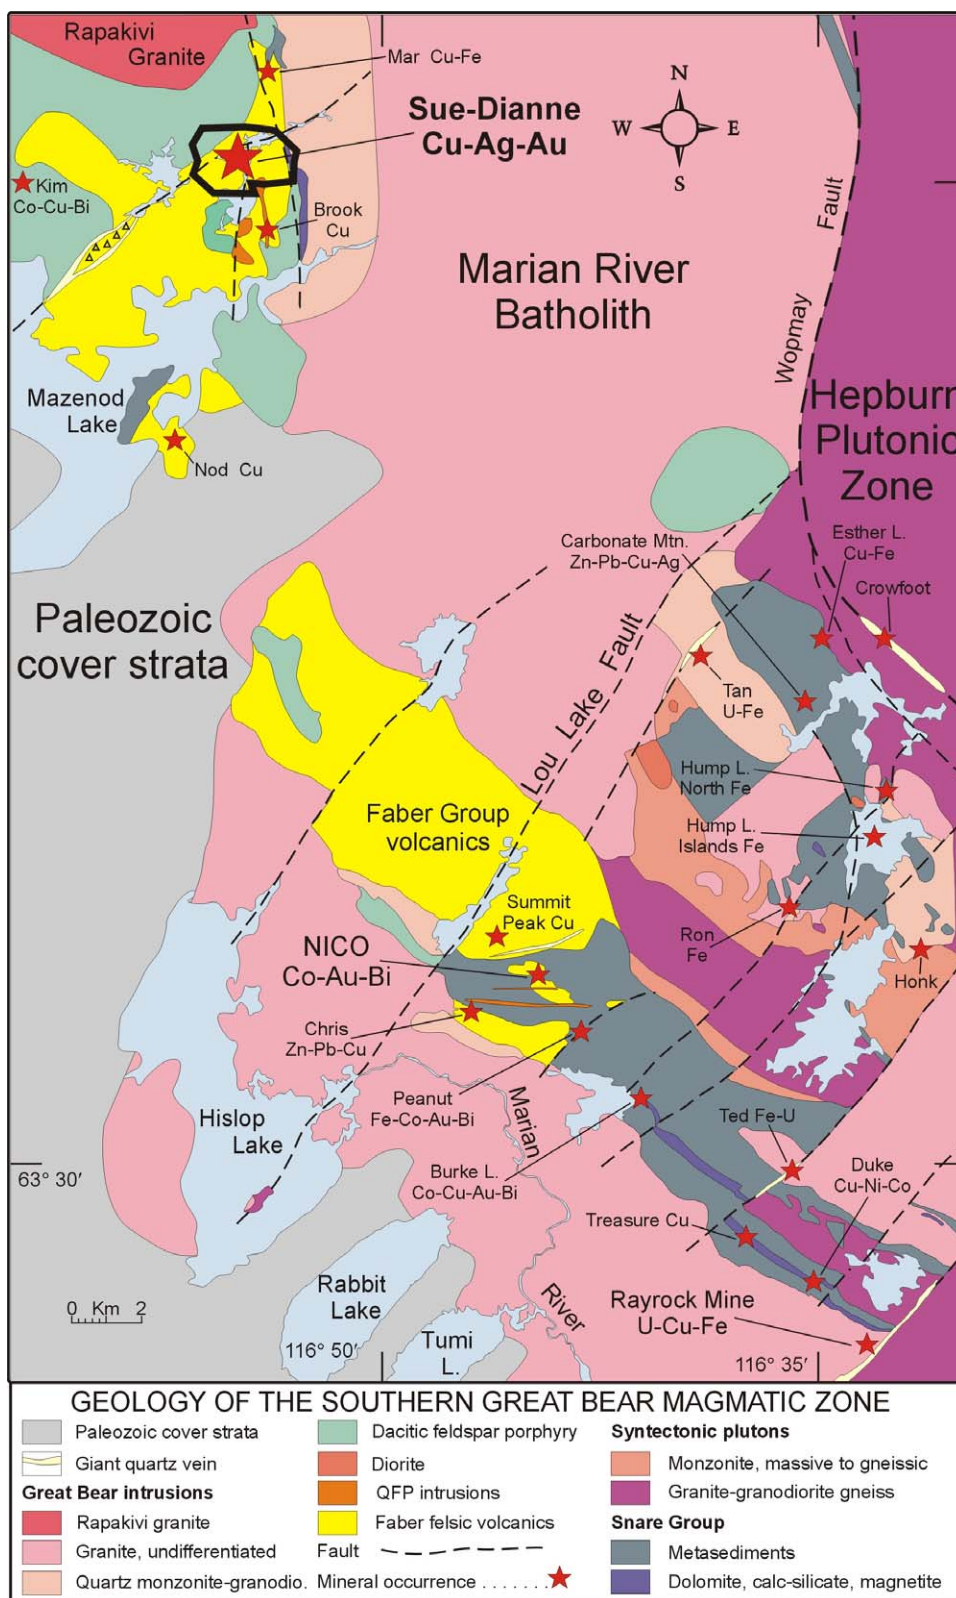 Rapakivi
Granite
Mar Cu-Fe
Sue-Dianne
Cu-Ag-Au
N
W
E
S
Kim
Co-Cu-Bi
Brook
Cu
Fault
Wopmay
Marian River
Batholith
Mazenod
Lake
Nod Cu
Hepburn
Plutonic
Zone
Carbonate Mtn.
Zn-Pb-Cu-Ag
Esther L.
Cu-Fe
Crowfoot
Paleozoic
cover strata
Lou Lake Fault
Tan
U-Fe
Hump L.
North Fe
Hump L.
Islands Fe
Faber Group
volcanics
Summit
Peak Cu
Ron
Fe
Honk
NICO
Co-Au-Bi
Chris
Zn-Pb-Cu
Peanut
Fe-Co-Au-Bi
Marian
River
Hislop
Lake
Ted Fe-U
Burke L.
Co-Cu-Au-Bi
Duke
Cu-Ni-Co
63° 30′
Treasure Cu
Rabbit
Lake
Rayrock Mine
U-Cu-Fe
0 Km 2
Tumi
L.
116° 50′
116° 35′
GEOLOGY OF THE SOUTHERN GREAT BEAR MAGMATIC ZONE
Paleozoic cover strata
Giant quartz vein
Great Bear intrusions
Rapakivi granite
Granite, undifferentiated
Quartz monzonite-granodio.
Dacitic feldspar porphyry
Diorite
QFP intrusions
Faber felsic volcanics
Fault
Mineral occurrence . . . . . . .
Syntectonic plutons
Monzonite, massive to gneissic
Granite-granodiorite gneiss
Snare Group
Metasediments
Dolomite, calc-silicate, magnetite